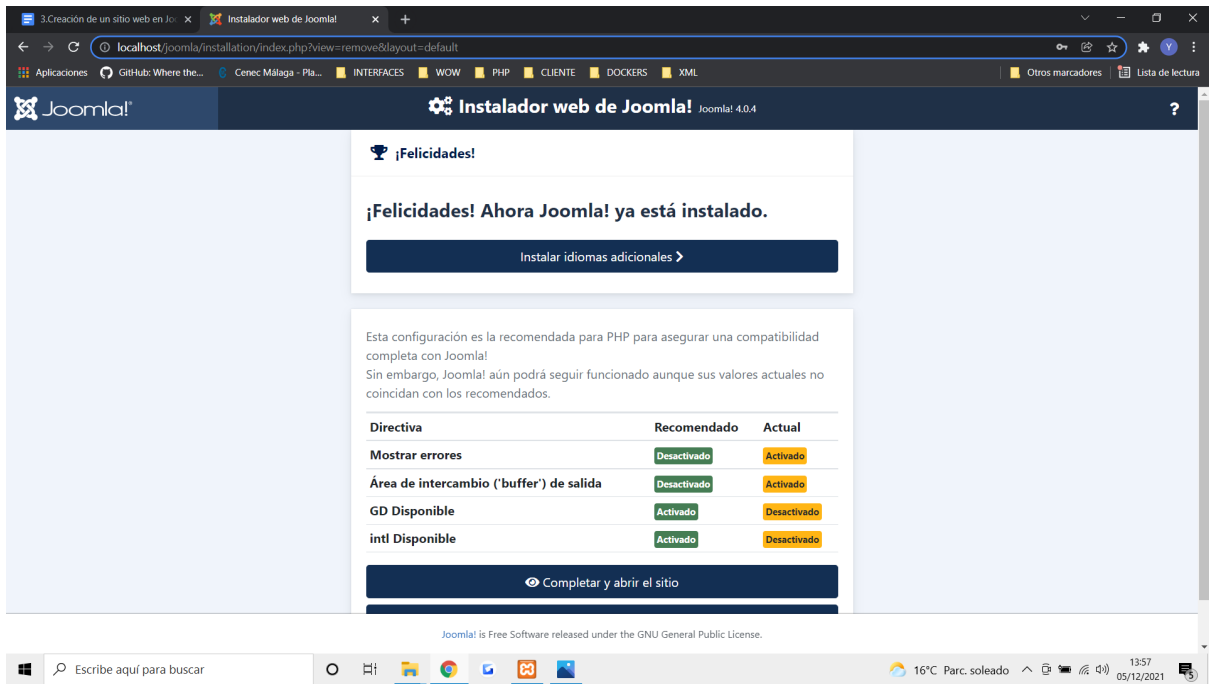 3.Creación de un sitio web en Joo
Instalador web de Joomla!
localhost/joomla/installation/index.php?view=remove&layout=default
Y
Aplicaciones
GitHub: Where the...
Cenec Málaga - Pla...
INTERFACES
WOW
PHP
CLIENTE
DOCKERS
XML
Otros marcadores
Lista de lectura
Joomla!®
Instalador web de Joomla! Joomla! 4.0.4
?
¡Felicidades!
¡Felicidades! Ahora Joomla! ya está instalado.
Instalar idiomas adicionales
Esta configuración es la recomendada para PHP para asegurar una compatibilidad
completa con Joomla!
Sin embargo, Joomla! aún podrá seguir funcionado aunque sus valores actuales no
coincidan con los recomendados.
Directiva Recomendado Actual
Mostrar errores Desactivado Activado
Área de intercambio ('buffer') de salida Desactivado Activado
GD Disponible Activado Desactivado
intl Disponible Activado Desactivado
Completar y abrir el sitio
Joomla! is Free Software released under the GNU General Public License.
Escribe aquí para buscar
16°C Parc. soleado
13:57
05/12/2021
5